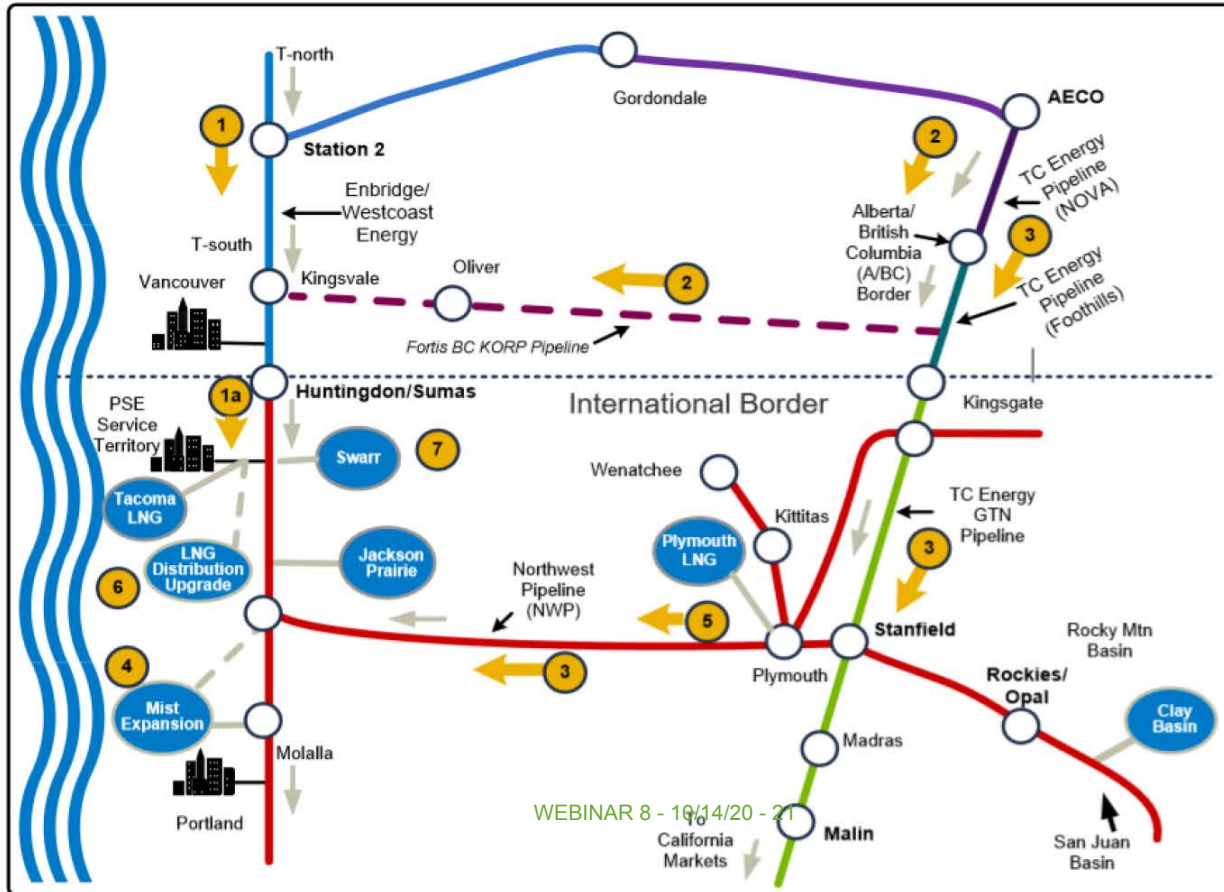 T-north
Gordondale
AECO
1
Station 2
2
TC Energy
Pipeline
(NOVA)
Enbridge/
Westcoast
Energy
Alberta/
British
Columbia
(A/BC)
Border
3
T-south
Kingsvale
Oliver
2
TC Energy
Pipeline
(Foothills)
Vancouver
Fortis BC KORP Pipeline
Huntingdon/Sumas
International Border
Kingsgate
1a
PSE
Service
Territory
Swarr
7
Wenatchee
Tacoma
LNG
Kittitas
TC Energy
GTN
Pipeline
Plymouth
LNG
LNG
Distribution
Upgrade
Jackson
Prairie
3
6
Northwest
Pipeline
(NWP)
5
Stanfield
Rocky Mtn
Basin
4
3
Plymouth
Rockies/
Opal
Mist
Expansion
Clay
Basin
Molalla
Madras
WEBINAR 8 - 10/14/20 - 21
Portland
To
California
Markets
Malin
San Juan
Basin